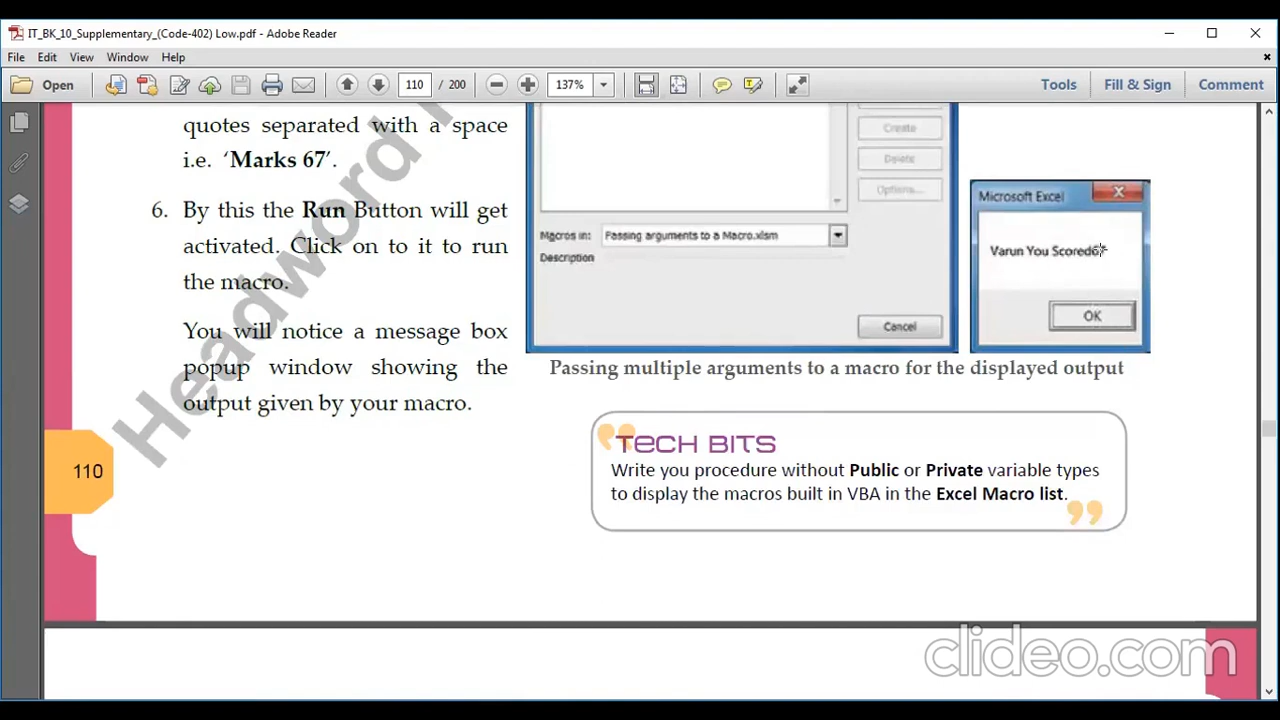 IT_BK_10_Supplementary_(Code-402) Low.pdf - Adobe Reader
File Edit View Window Help
Open 110 / 200 137% Tools Fill & Sign Comment
quotes separated with a space
i.e. ‘Marks 67’.
6. By this the Run Button will get
activated. Click on to it to run
the macro.
You will notice a message box
popup window showing the
output given by your macro.
110
Create
Delete
Options...
Macros in: Passing arguments to a Macro.xlsm
Description
Cancel
Microsoft Excel
Varun You
OK
Passing multiple arguments to a macro for the displayed output
TECH BITS
Write you procedure without Public or Private variable types
to display the macros built in VBA in the Excel Macro list.
Headword
clideo.com